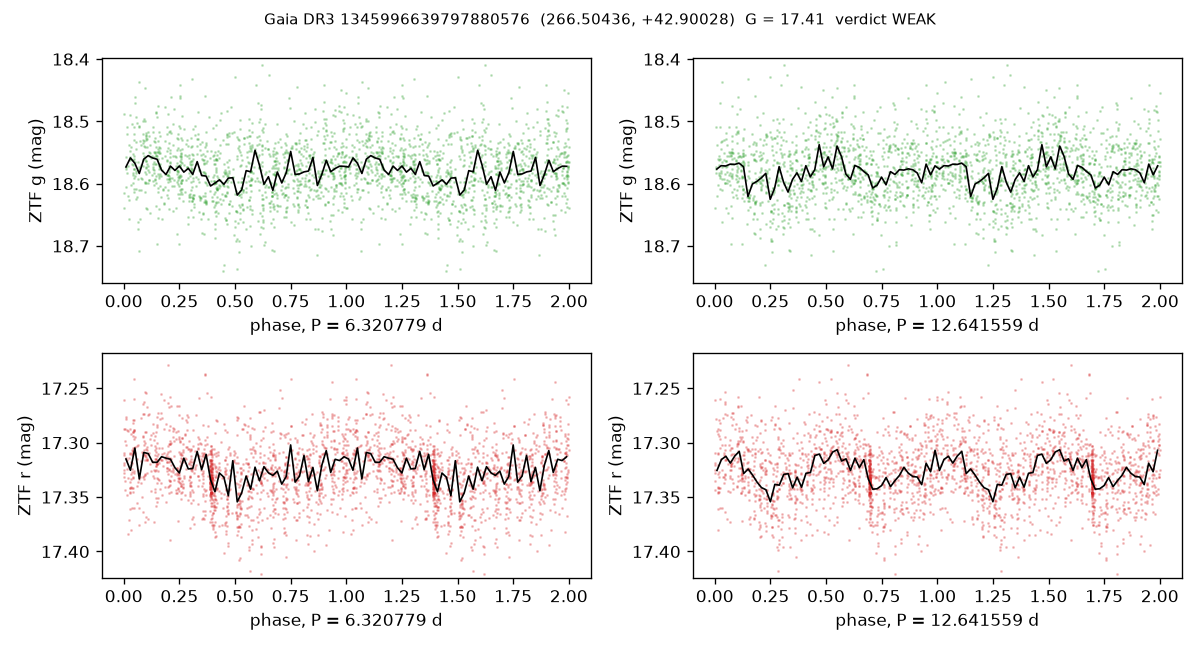 Gaia DR3 1345996639797880576  (266.50436, +42.90028)  G = 17.41  verdict WEAK
18.4
18.5
18.6
18.7
ZTF g (mag)
0.00 0.25 0.50 0.75 1.00 1.25 1.50 1.75 2.00
phase, P = 6.320779 d
18.4
18.5
18.6
18.7
ZTF g (mag)
0.00 0.25 0.50 0.75 1.00 1.25 1.50 1.75 2.00
phase, P = 12.641559 d
17.25
17.30
17.35
17.40
ZTF r (mag)
0.00 0.25 0.50 0.75 1.00 1.25 1.50 1.75 2.00
phase, P = 6.320779 d
17.25
17.30
17.35
17.40
ZTF r (mag)
0.00 0.25 0.50 0.75 1.00 1.25 1.50 1.75 2.00
phase, P = 12.641559 d